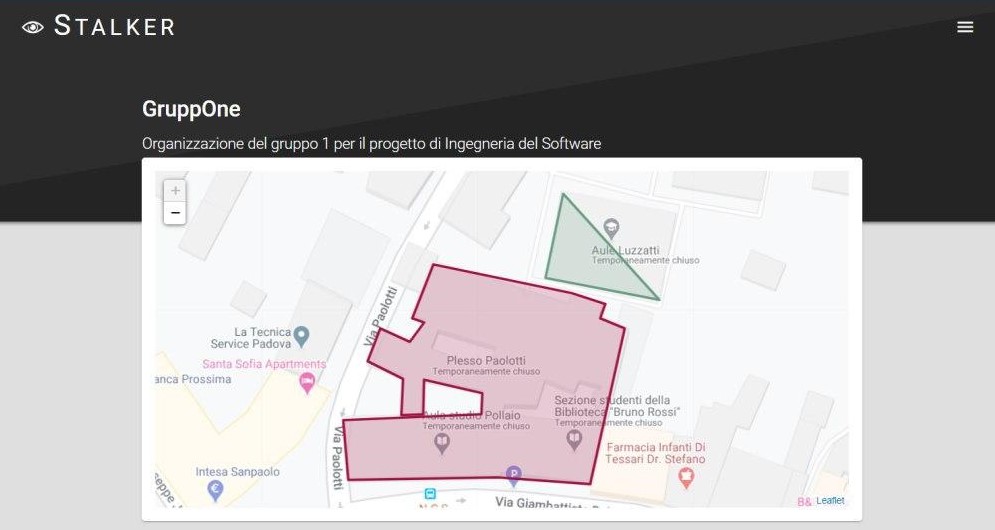 STALKER
GruppOne
Organizzazione del gruppo 1 per il progetto di Ingegneria del Software
+
−
Aule Luzzatti
Temporaneamente chiuso
Via Paolotti
La Tecnica
Service Padova
Santa Sofia Apartments
anca Prossima
Plesso Paolotti
Temporaneamente chiuso
Sezione studenti della
Biblioteca "Bruno Rossi"
Temporaneamente chiuso
Aula studio Pollaio
Temporaneamente chiuso
Via Paolotti
Farmacia Infanti Di
Tessari Dr. Stefano
Intesa Sanpaolo
€
P
Via Giambattista
B&
Leaflet